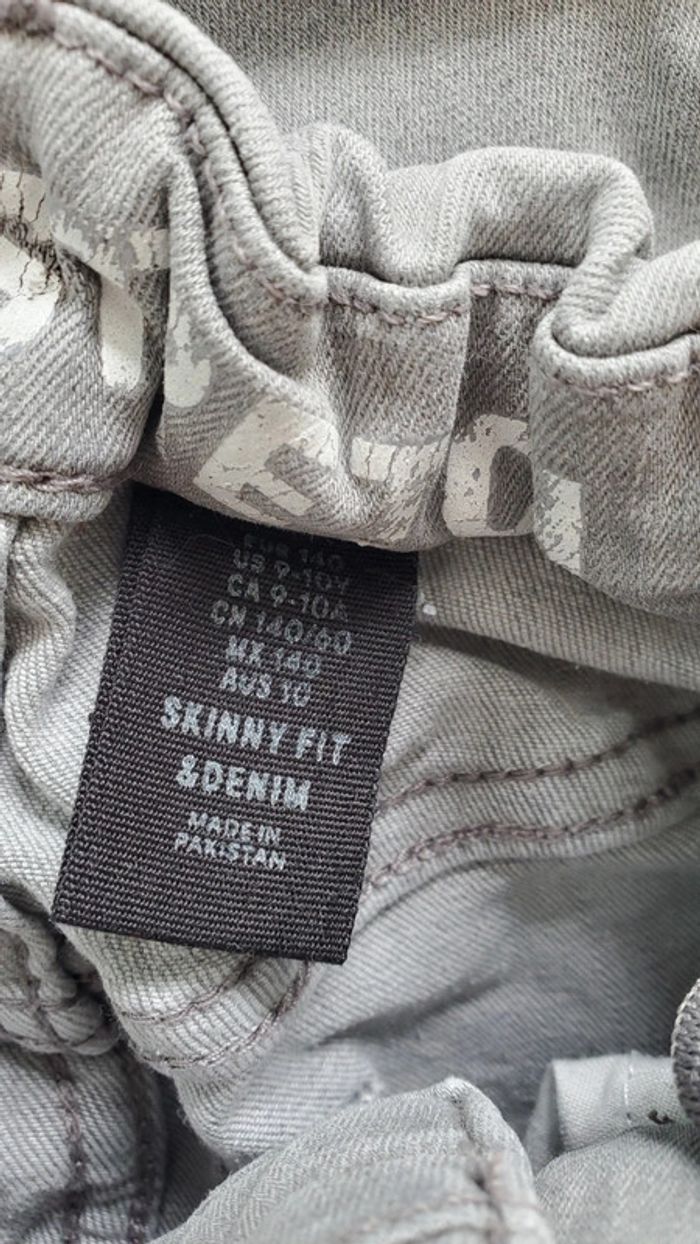 EUR 140
US 9-10Y
CA 9-10A
CN 140/60
MX 140
AUS 10
SKINNY FIT
&DENIM
MADE IN
PAKISTAN